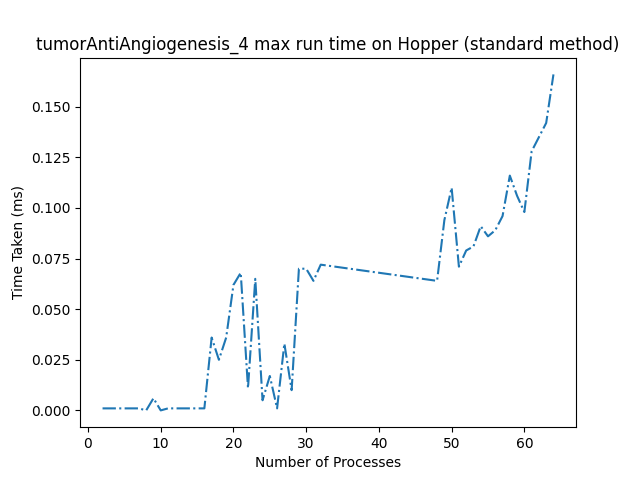 tumorAntiAngiogenesis_4 max run time on Hopper (standard method)
0.150
0.125
0.100
0.075
0.050
0.025
0.000
Time Taken (ms)
0 10 20 30 40 50 60
Number of Processes